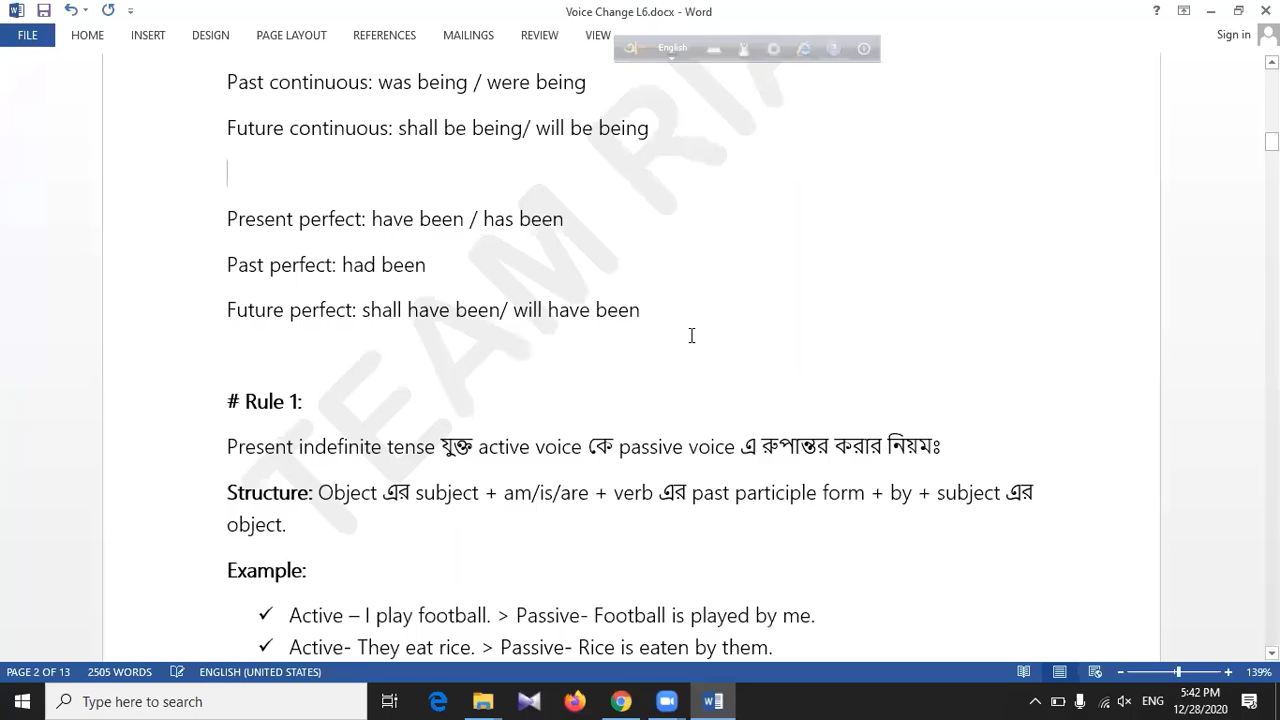 Voice Change L6.docx - Word
FILE HOME INSERT DESIGN PAGE LAYOUT REFERENCES MAILINGS REVIEW VIEW Sign in
English
Past continuous: was being / were being
Future continuous: shall be being/ will be being
Present perfect: have been / has been
Past perfect: had been
Future perfect: shall have been/ will have been
# Rule 1:
Present indefinite tense যুক্ত active voice কে passive voice এ রুপান্তর করার নিয়মঃ
Structure: Object এর subject + am/is/are + verb এর past participle form + by + subject এর
object.
Example:
✓ Active – I play football. > Passive- Football is played by me.
✓ Active- They eat rice. > Passive- Rice is eaten by them.
TEAM RIA
PAGE 2 OF 13 2505 WORDS ENGLISH (UNITED STATES) 139%
Type here to search
ENG
5:42 PM
12/28/2020